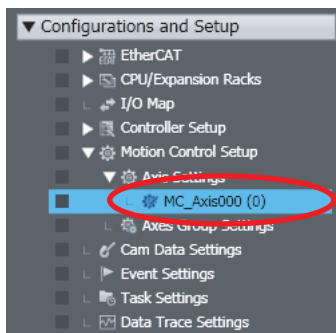 Configurations and Setup
EtherCAT
CPU/Expansion Racks
I/O Map
Controller Setup
Motion Control Setup
Axis Settings
MC_Axis000 (0)
Axes Group Settings
Cam Data Settings
Event Settings
Task Settings
Data Trace Settings